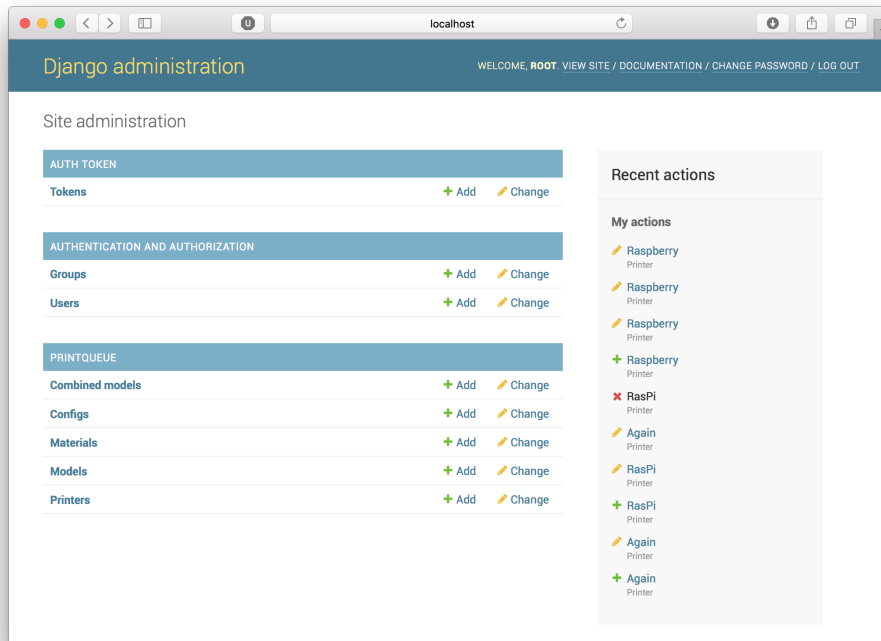 localhost
Django administration
WELCOME, ROOT. VIEW SITE / DOCUMENTATION / CHANGE PASSWORD / LOG OUT
Site administration
AUTH TOKEN
Tokens Add Change
AUTHENTICATION AND AUTHORIZATION
Groups Add Change
Users Add Change
PRINTQUEUE
Combined models Add Change
Configs Add Change
Materials Add Change
Models Add Change
Printers Add Change
Recent actions
My actions
Raspberry
Printer
Raspberry
Printer
Raspberry
Printer
Raspberry
Printer
RasPi
Printer
Again
Printer
RasPi
Printer
RasPi
Printer
Again
Printer
Again
Printer